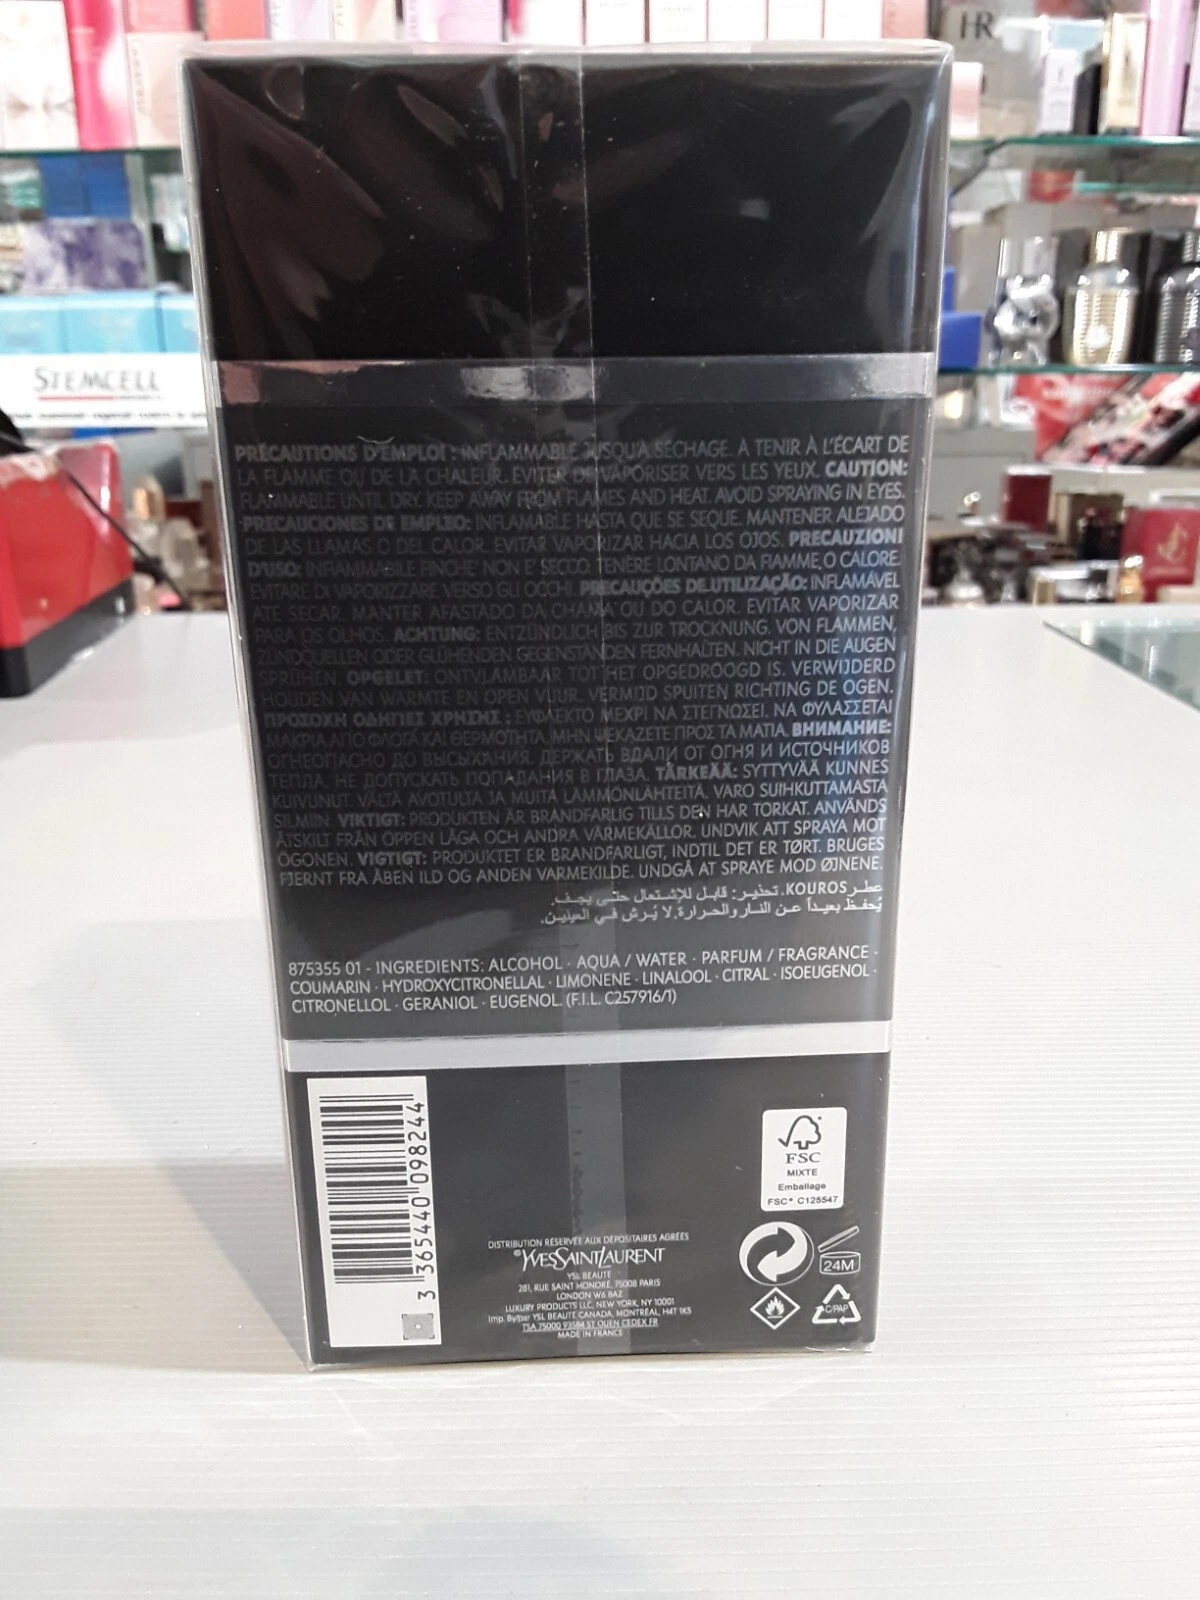 HR
STEMCELL
PRÉCAUTIONS D'EMPLOI : INFLAMMABLE JUSQU'À SÉCHAGE. À TENIR À L'ÉCART DE
LA FLAMME OU DE LA CHALEUR. EVITER DE VAPORISER VERS LES YEUX. CAUTION:
FLAMMABLE UNTIL DRY. KEEP AWAY FROM FLAMES AND HEAT. AVOID SPRAYING IN EYES.
PRECAUCIONES DE EMPLEO: INFLAMABLE HASTA QUE SE SEQUE. MANTENER ALEJADO
DE LAS LLAMAS O DEL CALOR. EVITAR VAPORIZAR HACIA LOS OJOS. PRECAUZIONI
D'USO: INFIAMMABILE FINCHE' NON E' SECCO. TENERE LONTANO DA FIAMME O CALORE.
EVITARE DI VAPORIZZARE VERSO GLI OCCHI. PRECAUÇÕES DE UTILIZAÇÃO: INFLAMÁVEL
ATE SECAR. MANTER AFASTADO DA CHAMA OU DO CALOR. EVITAR VAPORIZAR
PARA OS OLHOS. ACHTUNG: ENTZÜNDLICH BIS ZUR TROCKNUNG. VON FLAMMEN,
ZÜNDQUELLEN ODER GLÜHENDEN GEGENSTÄNDEN FERNHALTEN. NICHT IN DIE AUGEN
SPRÜHEN. OPGELET: ONTVLAMBAAR TOT HET OPGEDROOGD IS. VERWIJDERD
HOUDEN VAN WARMTE EN OPEN VUUR. VERMIJD SPUITEN RICHTING DE OGEN.
ΠΡΟΣΟΧΗ ΟΔΗΓΙΕΣ ΧΡΗΣΗΣ : ΕΥΦΛΕΚΤΟ ΜΕΧΡΙ ΝΑ ΣΤΕΓΝΩΣΕΙ. ΝΑ ΦΥΛΑΣΣΕΤΑΙ
ΜΑΚΡΙΑ ΑΠΟ ΦΛΟΓΑ ΚΑΙ ΘΕΡΜΟΤΗΤΑ. ΜΗΝ ΨΕΚΑΖΕΤΕ ΠΡΟΣ ΤΑ ΜΑΤΙΑ. ВНИМАНИЕ:
ОГНЕОПАСНО ДО ВЫСЫХАНИЯ. ДЕРЖАТЬ ВДАЛИ ОТ ОГНЯ И ИСТОЧНИКОВ
ТЕПЛА. НЕ ДОПУСКАТЬ ПОПАДАНИЯ В ГЛАЗА. TÄRKEÄÄ: SYTTYVÄÄ KUNNES
KUIVUNUT. VÄLTÄ AVOTULTA JA MUITA LÄMMÖNLÄHTEITÄ. VARO SUIHKUTTAMASTA
SILMIIN. VIKTIGT: PRODUKTEN ÄR BRANDFARLIG TILLS DEN HAR TORKAT. ANVÄNDS
ÅTSKILT FRÅN ÖPPEN LÅGA OCH ANDRA VÄRMEKÄLLOR. UNDVIK ATT SPRAYA MOT
ÖGONEN. VIGTIGT: PRODUKTET ER BRANDFARLIGT, INDTIL DET ER TØRT. BRUGES
FJERNT FRA ÅBEN ILD OG ANDEN VARMEKILDE. UNDGÅ AT SPRAYE MOD ØJNENE.
عطر KOUROS. تحذير: قابل للإشتعال حتى يجف.
يُحفظ بعيداً عن النار والحرارة. لا يُرش في العينين.
875355 01 - INGREDIENTS: ALCOHOL · AQUA / WATER · PARFUM / FRAGRANCE ·
COUMARIN · HYDROXYCITRONELLAL · LIMONENE · LINALOOL · CITRAL · ISOEUGENOL ·
CITRONELLOL · GERANIOL · EUGENOL. (F.I.L. C257916/1)
3 365440 098244
FSC
MIXTE
Emballage
FSC® C125547
DISTRIBUTION RÉSERVÉE AUX DÉPOSITAIRES AGRÉÉS
©YVESSAINTLAURENT
YSL BEAUTÉ
281, RUE SAINT HONORÉ, 75008 PARIS
LONDON W6 8AZ
LUXURY PRODUCTS LLC, NEW YORK, NY 10001
Imp. By/par YSL BEAUTÉ CANADA, MONTRÉAL, H4T 1K5
TSA 75000 93584 ST OUEN CEDEX FR
MADE IN FRANCE
24M
C/PAP